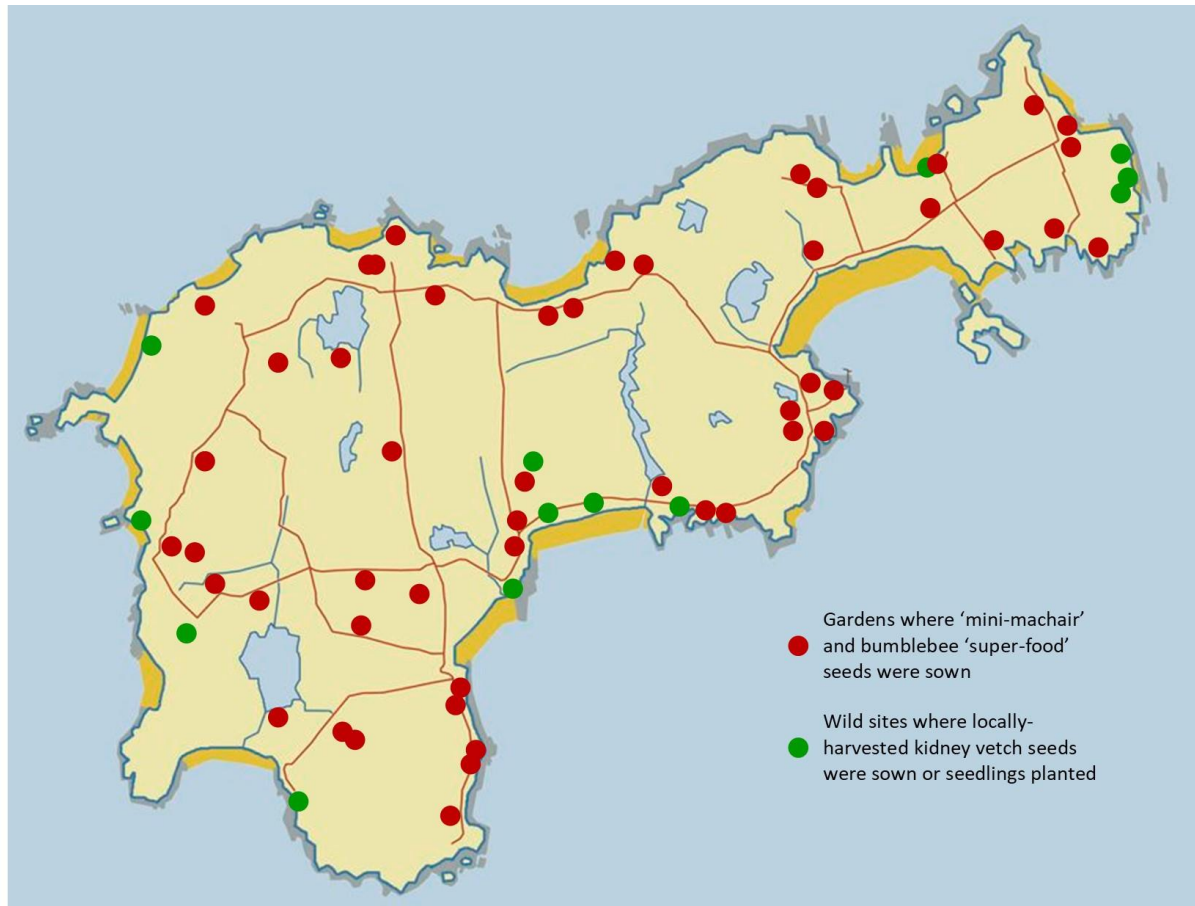 Gardens where ‘mini-machair’
and bumblebee ‘super-food’
seeds were sown
Wild sites where locally-
harvested kidney vetch seeds
were sown or seedlings planted